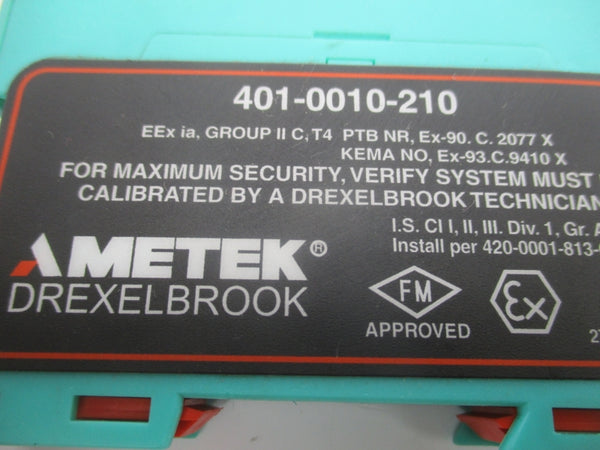 401-0010-210
EEx ia, GROUP II C, T4 PTB NR, Ex-90. C. 2077 X
KEMA NO, Ex-93.C.9410 X
FOR MAXIMUM SECURITY, VERIFY SYSTEM MUST
CALIBRATED BY A DREXELBROOK TECHNICIAN
I.S. Cl I, II, III. Div. 1, Gr. A
Install per 420-0001-813-
AMETEK®
DREXELBROOK
FM
APPROVED
Ex